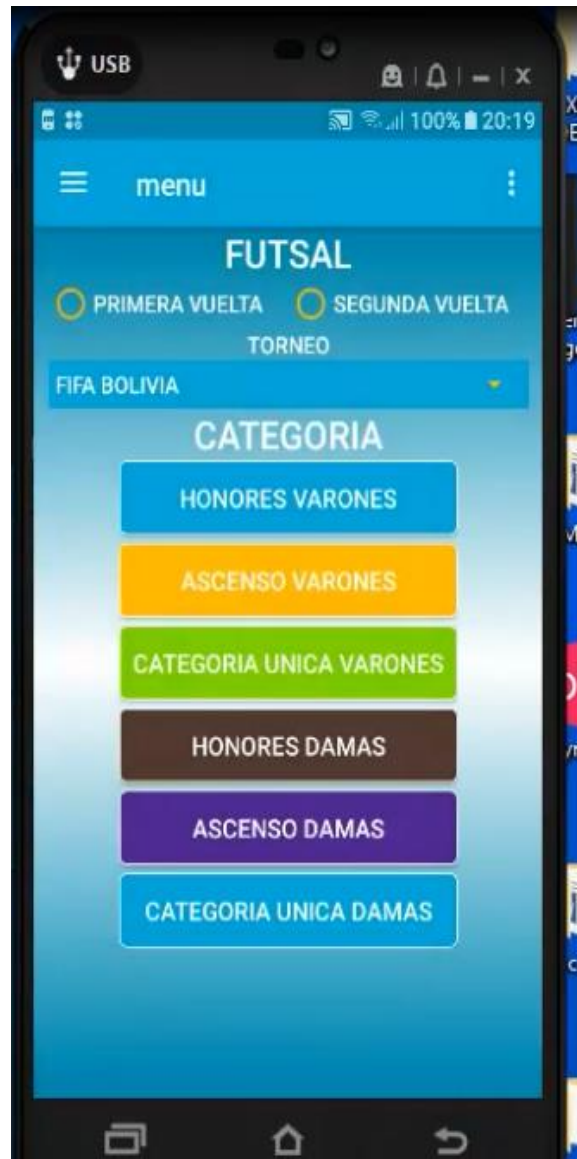 USB
100% 20:19
menu
FUTSAL
PRIMERA VUELTA SEGUNDA VUELTA
TORNEO
FIFA BOLIVIA
CATEGORIA
HONORES VARONES
ASCENSO VARONES
CATEGORIA UNICA VARONES
HONORES DAMAS
ASCENSO DAMAS
CATEGORIA UNICA DAMAS